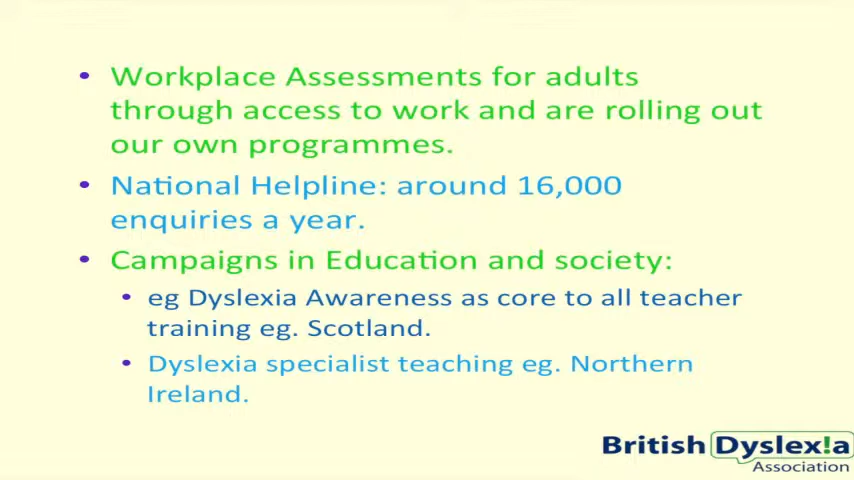 • Workplace Assessments for adults
through access to work and are rolling out
our own programmes.
• National Helpline: around 16,000
enquiries a year.
• Campaigns in Education and society:
• eg Dyslexia Awareness as core to all teacher
training eg. Scotland.
• Dyslexia specialist teaching eg. Northern
Ireland.
British Dyslex!a
Association